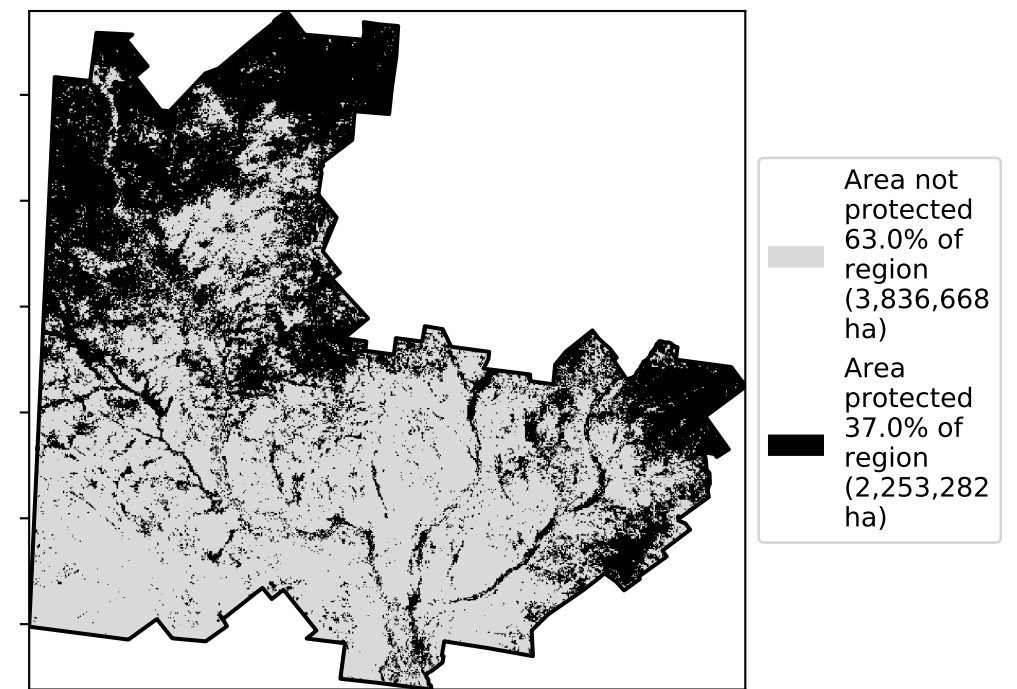 Area not
protected
63.0% of
region
(3,836,668
ha)
Area
protected
37.0% of
region
(2,253,282
ha)